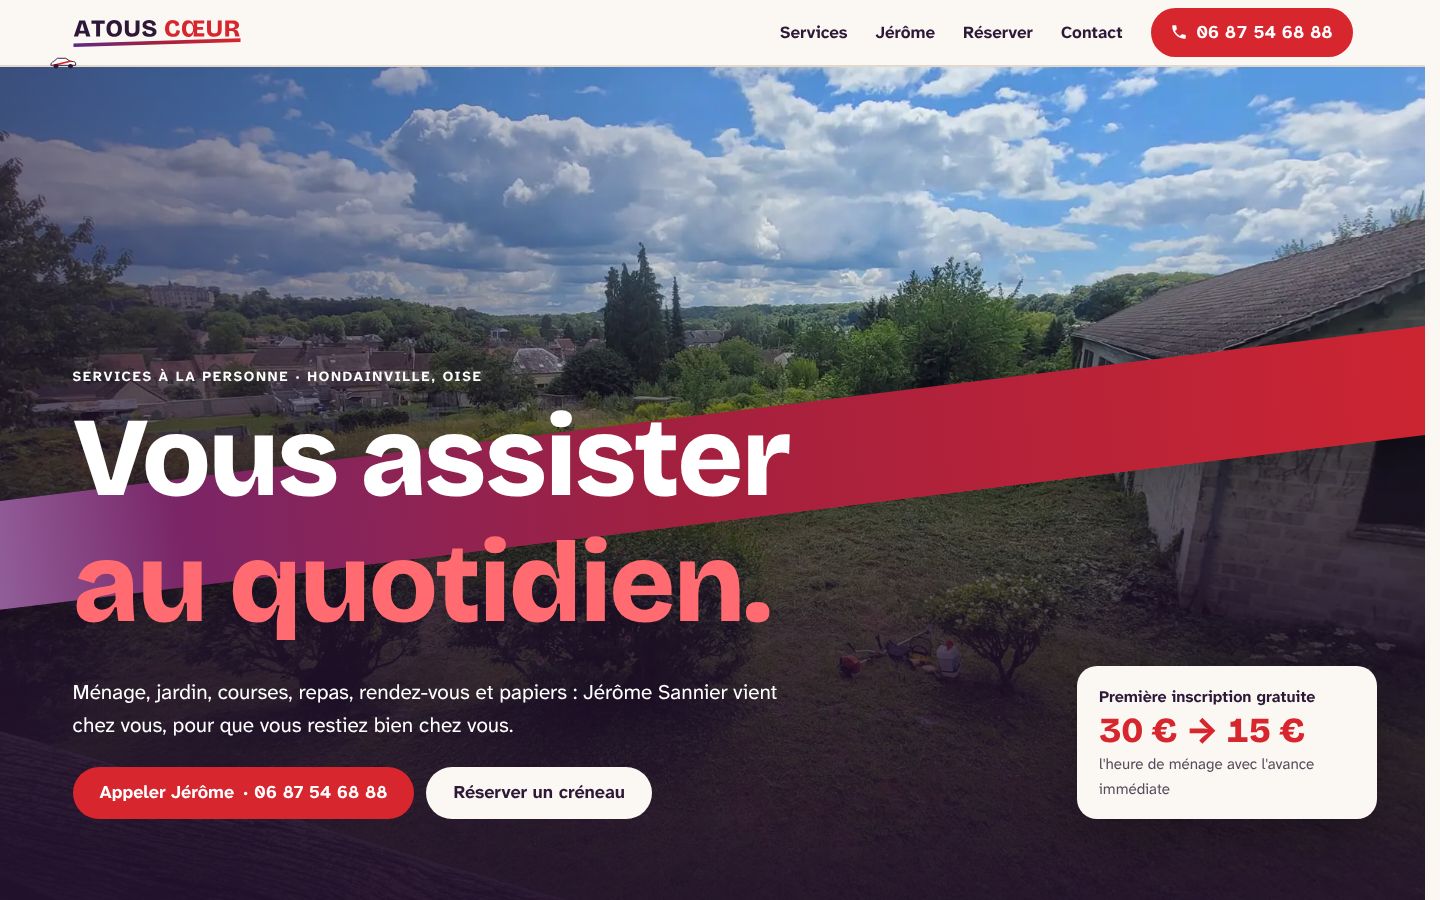 ATOUS CŒUR
Services
Jérôme
Réserver
Contact
06 87 54 68 88
SERVICES À LA PERSONNE · HONDAINVILLE, OISE
Vous assister
au quotidien.
Ménage, jardin, courses, repas, rendez-vous et papiers : Jérôme Sannier vient
chez vous, pour que vous restiez bien chez vous.
Appeler Jérôme · 06 87 54 68 88
Réserver un créneau
Première inscription gratuite
30 € → 15 €
l'heure de ménage avec l'avance
immédiate